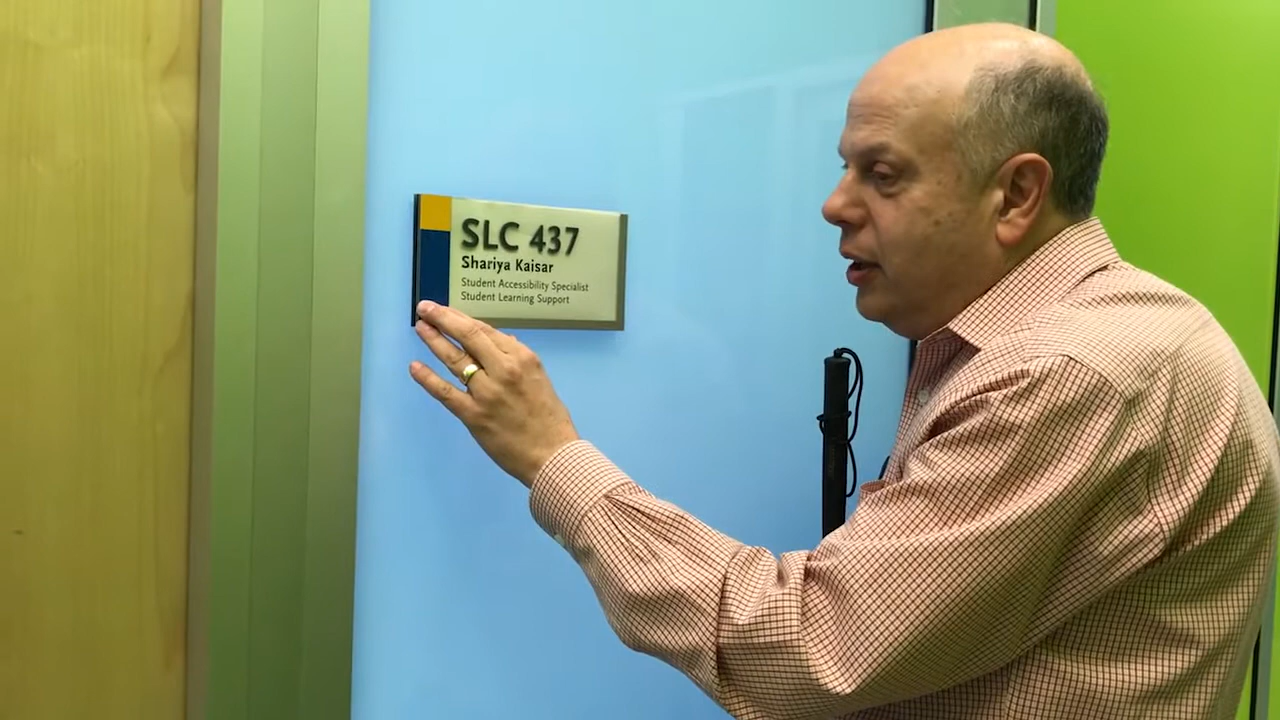 SLC 437
Shariya Kaisar
Student Accessibility Specialist
Student Learning Support